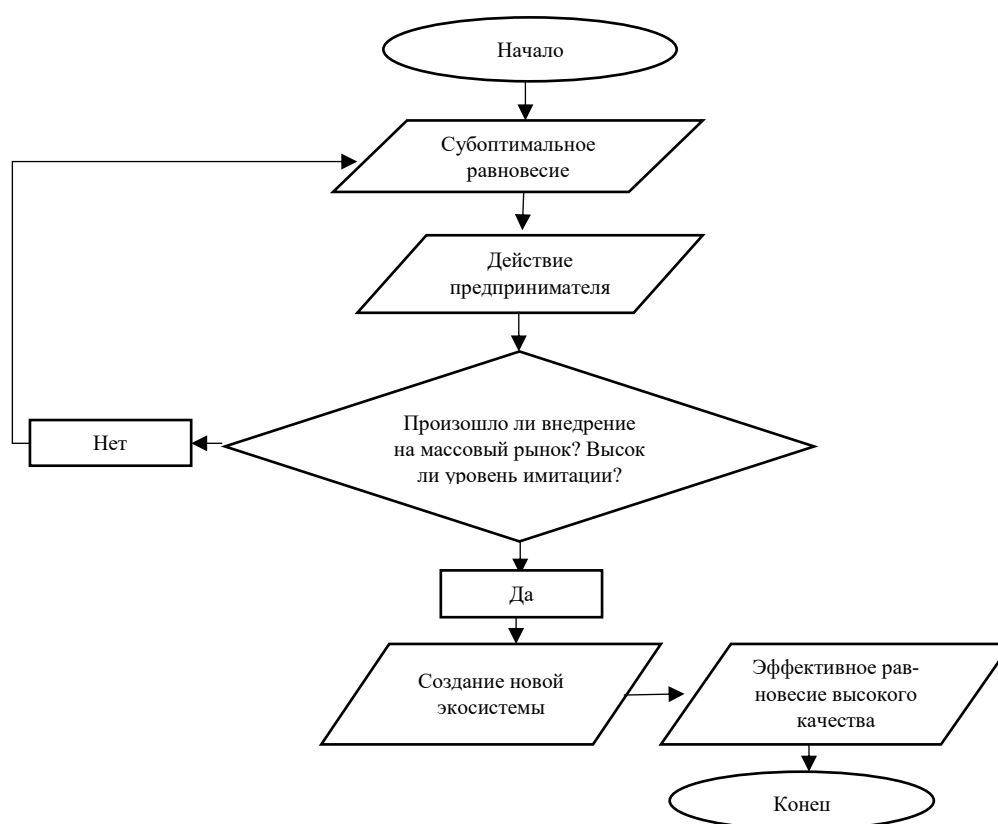 Начало
Субоптимальное
равновесие
Действие
предпринимателя
Произошло ли внедрение
на массовый рынок? Высок
ли уровень имитации?
Нет
Да
Создание новой
экосистемы
Эффективное рав-
новесие высокого
качества
Конец